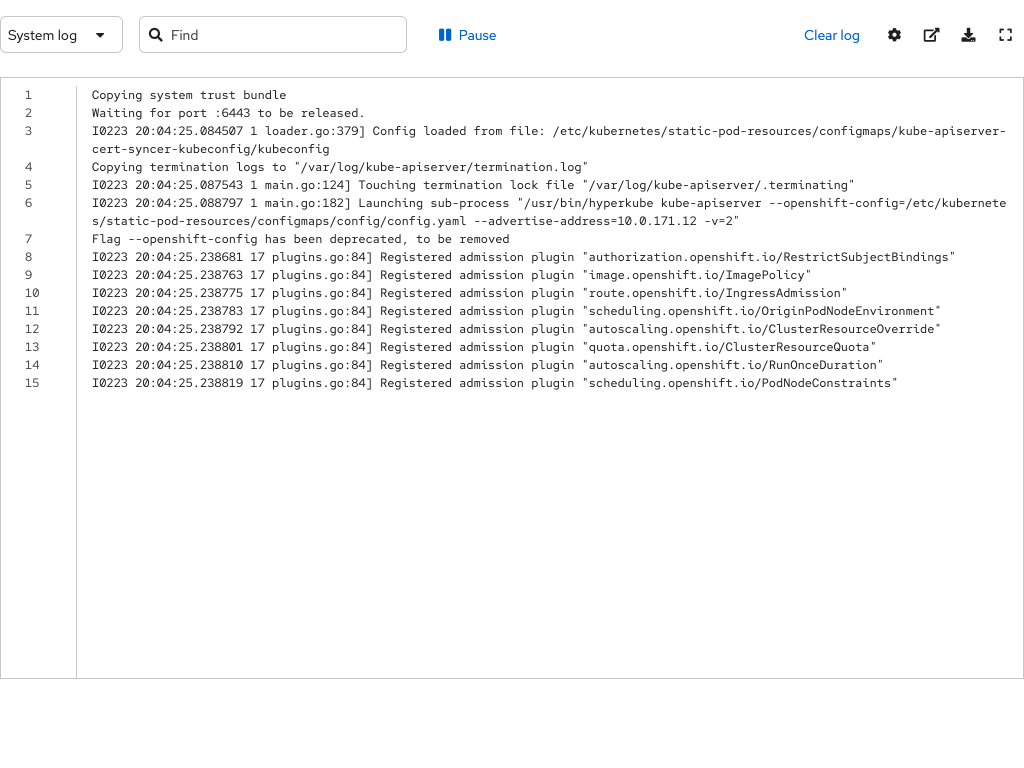 System log
Find
Pause
Clear log
1 Copying system trust bundle
2 Waiting for port :6443 to be released.
3 I0223 20:04:25.084507 1 loader.go:379] Config loaded from file: /etc/kubernetes/static-pod-resources/configmaps/kube-apiserver-
cert-syncer-kubeconfig/kubeconfig
4 Copying termination logs to "/var/log/kube-apiserver/termination.log"
5 I0223 20:04:25.087543 1 main.go:124] Touching termination lock file "/var/log/kube-apiserver/.terminating"
6 I0223 20:04:25.088797 1 main.go:182] Launching sub-process "/usr/bin/hyperkube kube-apiserver --openshift-config=/etc/kubernete
s/static-pod-resources/configmaps/config/config.yaml --advertise-address=10.0.171.12 -v=2"
7 Flag --openshift-config has been deprecated, to be removed
8 I0223 20:04:25.238681 17 plugins.go:84] Registered admission plugin "authorization.openshift.io/RestrictSubjectBindings"
9 I0223 20:04:25.238763 17 plugins.go:84] Registered admission plugin "image.openshift.io/ImagePolicy"
10 I0223 20:04:25.238775 17 plugins.go:84] Registered admission plugin "route.openshift.io/IngressAdmission"
11 I0223 20:04:25.238783 17 plugins.go:84] Registered admission plugin "scheduling.openshift.io/OriginPodNodeEnvironment"
12 I0223 20:04:25.238792 17 plugins.go:84] Registered admission plugin "autoscaling.openshift.io/ClusterResourceOverride"
13 I0223 20:04:25.238801 17 plugins.go:84] Registered admission plugin "quota.openshift.io/ClusterResourceQuota"
14 I0223 20:04:25.238810 17 plugins.go:84] Registered admission plugin "autoscaling.openshift.io/RunOnceDuration"
15 I0223 20:04:25.238819 17 plugins.go:84] Registered admission plugin "scheduling.openshift.io/PodNodeConstraints"